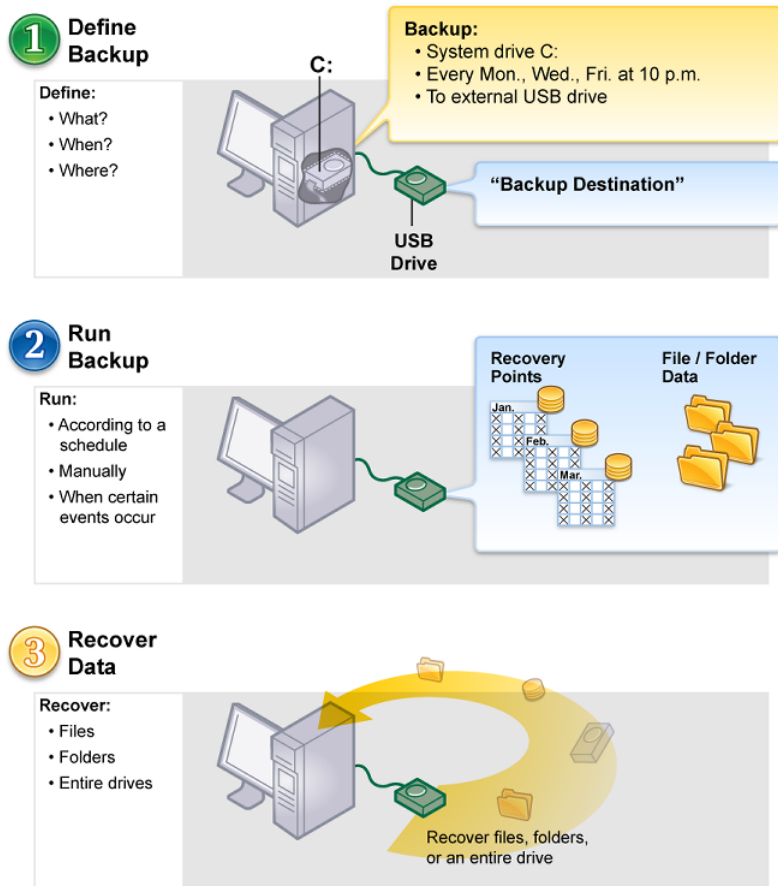 1
Define
Backup
Define:
• What?
• When?
• Where?
C:
Backup:
• System drive C:
• Every Mon., Wed., Fri. at 10 p.m.
• To external USB drive
“Backup Destination”
USB
Drive
2
Run
Backup
Run:
• According to a
schedule
• Manually
• When certain
events occur
Recovery
Points
Jan.
Feb.
Mar.
File / Folder
Data
3
Recover
Data
Recover:
• Files
• Folders
• Entire drives
Recover files, folders,
or an entire drive